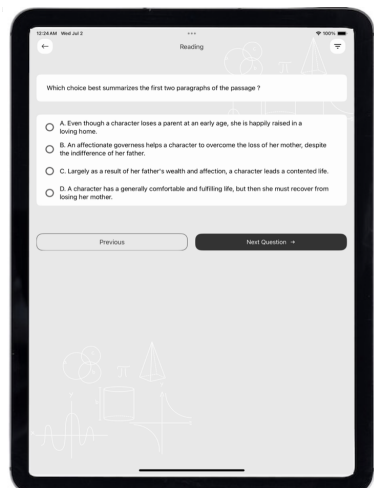 12:24 AM Wed Jul 2
100%
Reading
Which choice best summarizes the first two paragraphs of the passage ?
A. Even though a character loses a parent at an early age, she is happily raised in a
loving home.
B. An affectionate governess helps a character to overcome the loss of her mother, despite
the indifference of her father.
C. Largely as a result of her father's wealth and affection, a character leads a contented life.
D. A character has a generally comfortable and fulfilling life, but then she must recover from
losing her mother.
Previous
Next Question →